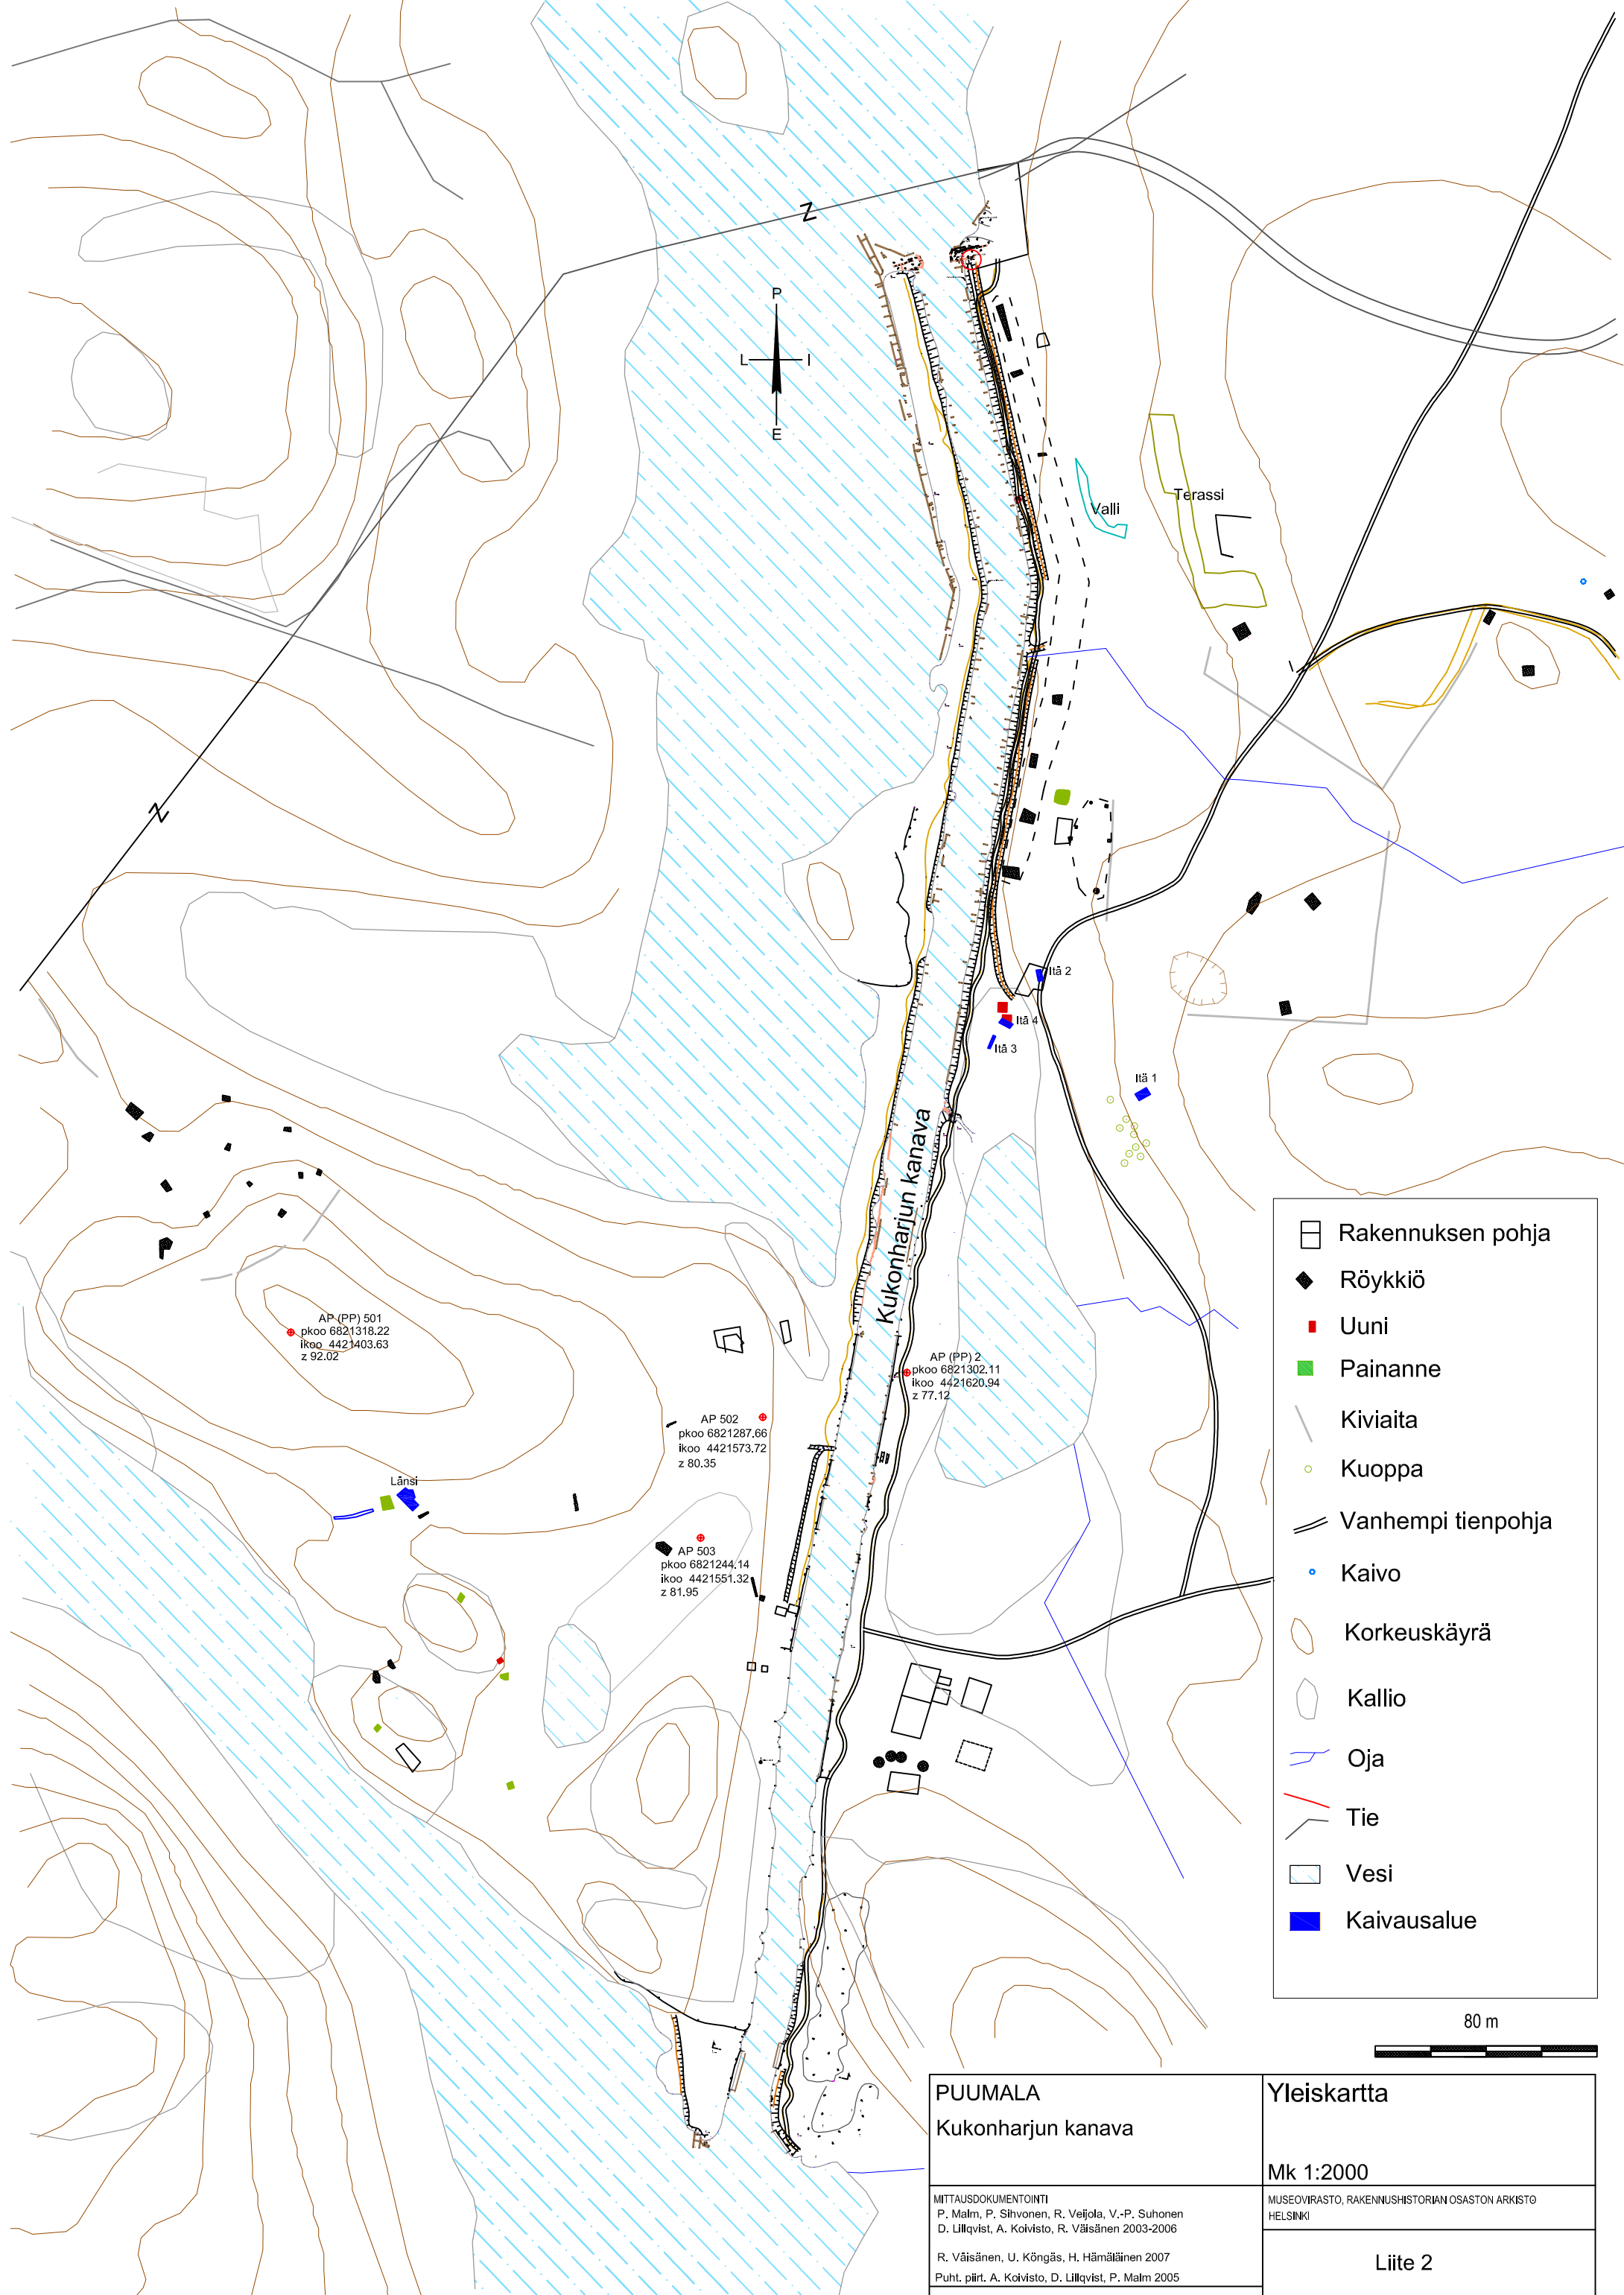 Z
P
L I
E
Valli
Terassi
Z
Itä 2
Itä 4
Itä 3
Itä 1
Kukonharjun kanava
AP (PP) 501
pkoo 6821318.22
ikoo 4421403.63
z 92.02
AP (PP) 2
pkoo 6821302.11
ikoo 4421620.94
z 77.12
AP 502
pkoo 6821287.66
ikoo 4421573.72
z 80.35
Länsi
AP 503
pkoo 6821244.14
ikoo 4421551.32
z 81.95
Rakennuksen pohja
Röykkiö
Uuni
Painanne
Kiviaita
Kuoppa
Vanhempi tienpohja
Kaivo
Korkeuskäyrä
Kallio
Oja
Tie
Vesi
Kaivausalue
80 m
PUUMALA
Kukonharjun kanava
Yleiskartta
Mk 1:2000
MITTAUSDOKUMENTOINTI
P. Malm, P. Sihvonen, R. Veijola, V.-P. Suhonen
D. Lillqvist, A. Koivisto, R. Väisänen 2003-2006
R. Väisänen, U. Köngäs, H. Hämäläinen 2007
Puht. piirt. A. Koivisto, D. Lillqvist, P. Malm 2005
MUSEOVIRASTO, RAKENNUSHISTORIAN OSASTON ARKISTO
HELSINKI
Liite 2